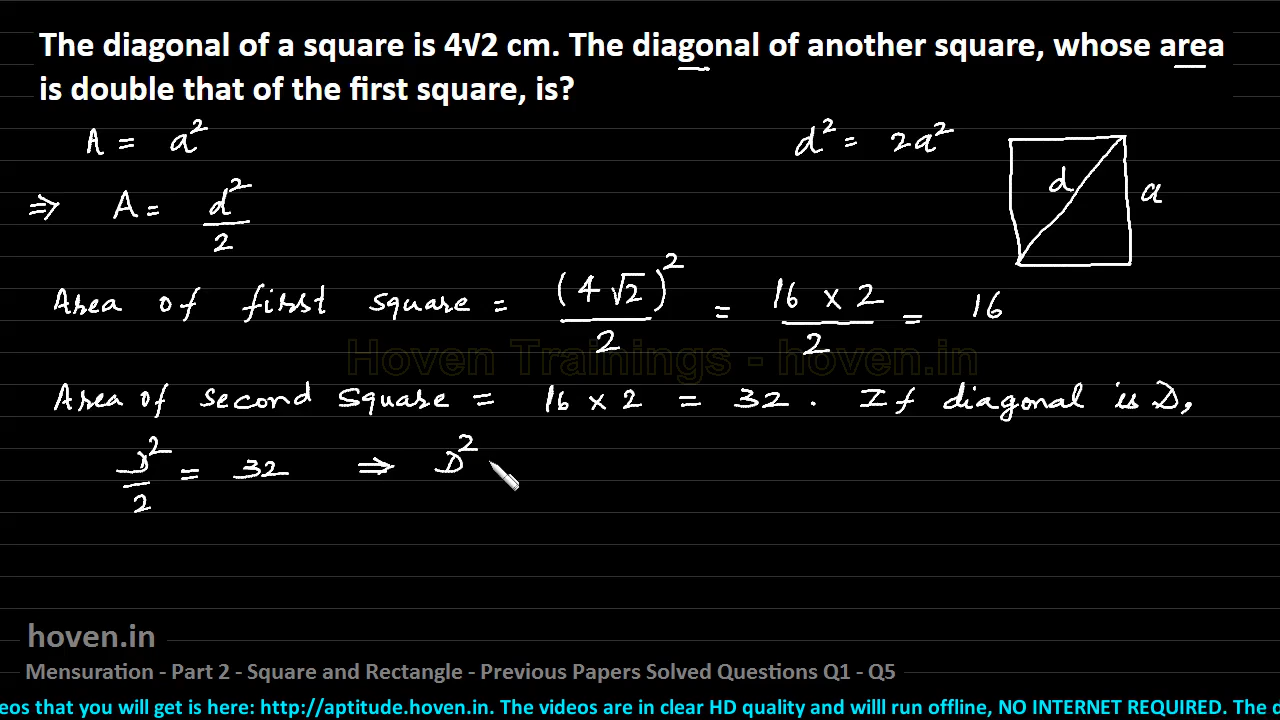 The diagonal of a square is 4√2 cm. The diagonal of another square, whose area
is double that of the first square, is?
A = a²
d² = 2a²
d
a
⇒ A = d²/2
Area of first square = (4√2)²/2 = 16 x 2/2 = 16
Hoven Trainings - hoven.in
Area of second square = 16 x 2 = 32. If diagonal is D,
D²/2 = 32 ⇒ D²
hoven.in
Mensuration - Part 2 - Square and Rectangle - Previous Papers Solved Questions Q1 - Q5
eos that you will get is here: http://aptitude.hoven.in. The videos are in clear HD quality and willl run offline, NO INTERNET REQUIRED. The c